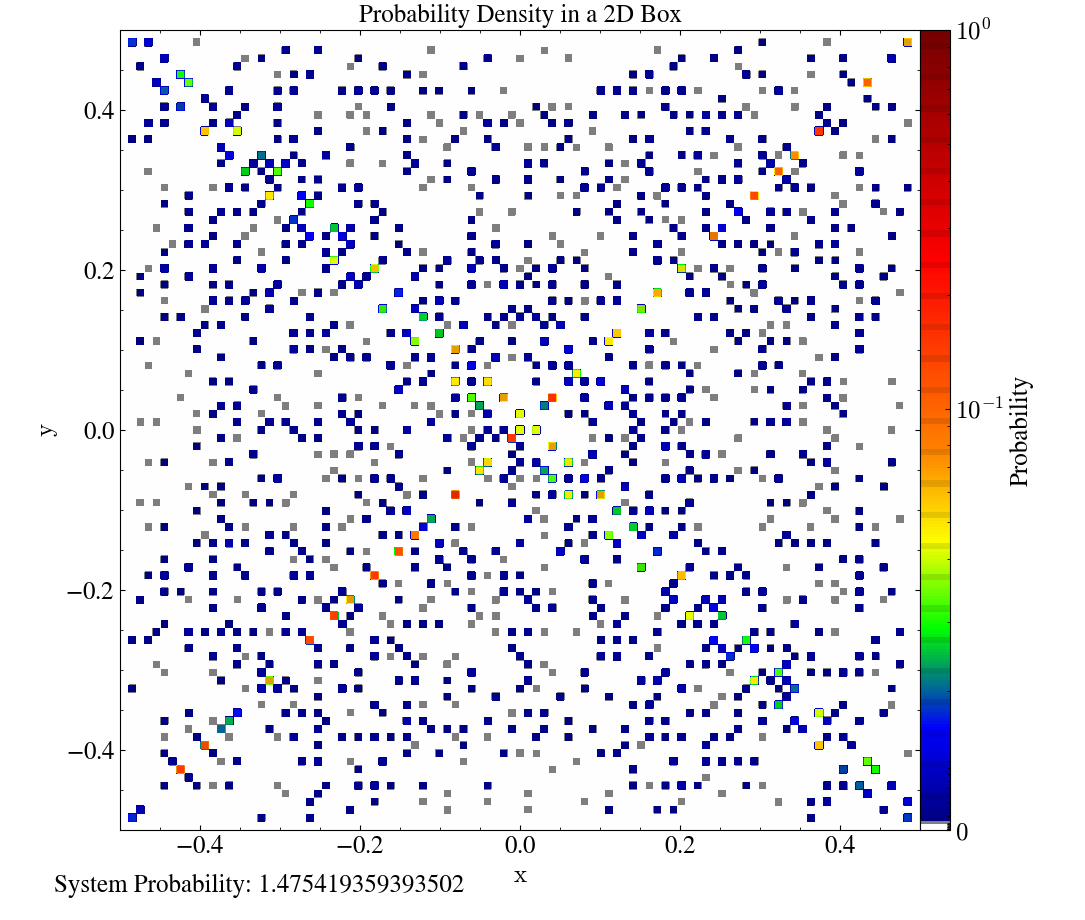 Probability Density in a 2D Box
10^0
0.4
0.2
y
0.0
10^−1
Probability
−0.2
−0.4
0
−0.4 −0.2 0.0 0.2 0.4
x
System Probability: 1.475419359393502